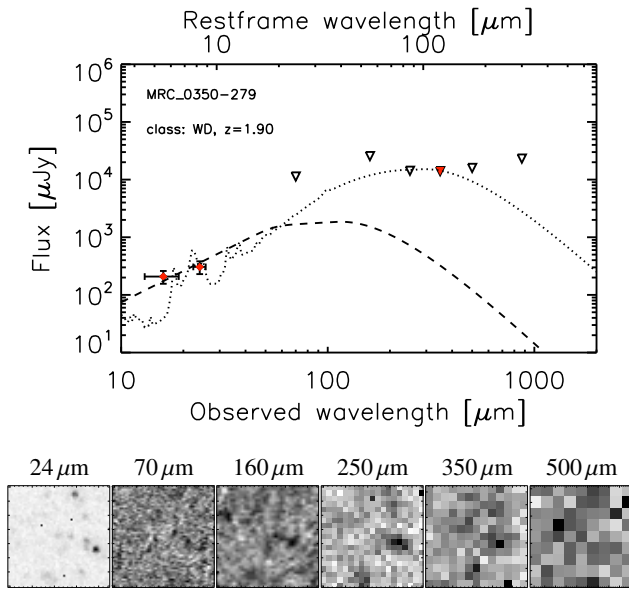 Restframe wavelength [μm]
10 100
10⁶
10⁵
10⁴
10³
10²
10¹
Flux [μJy]
MRC_0350-279
class: WD, z=1.90
10 100 1000
Observed wavelength [μm]
24 μm 70 μm 160 μm 250 μm 350 μm 500 μm